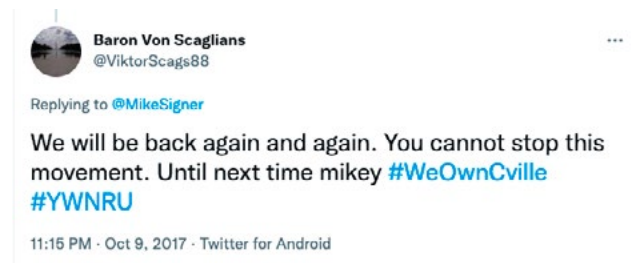 Baron Von Scaglians
@ViktorScags88
Replying to @MikeSigner
We will be back again and again. You cannot stop this
movement. Until next time mikey #WeOwnCville
#YWNRU
11:15 PM · Oct 9, 2017 · Twitter for Android